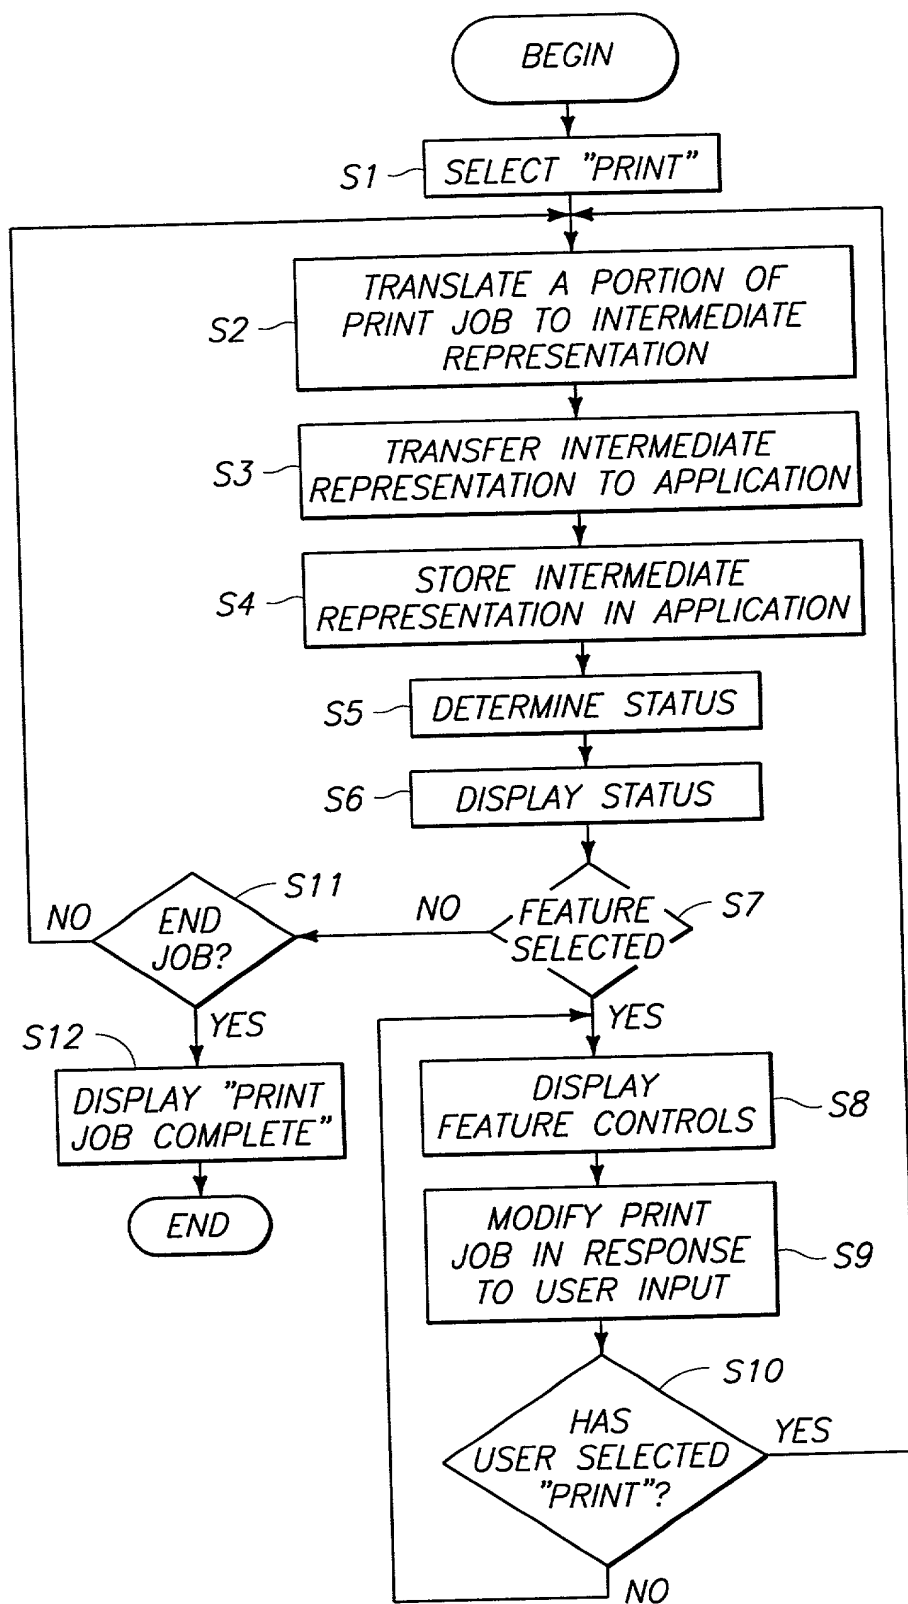 BEGIN
S1
SELECT "PRINT"
S2
TRANSLATE A PORTION OF
PRINT JOB TO INTERMEDIATE
REPRESENTATION
S3
TRANSFER INTERMEDIATE
REPRESENTATION TO APPLICATION
S4
STORE INTERMEDIATE
REPRESENTATION IN APPLICATION
S5
DETERMINE STATUS
S6
DISPLAY STATUS
S7
FEATURE
SELECTED
NO
S11
END
JOB?
NO
YES
S12
DISPLAY "PRINT
JOB COMPLETE"
END
YES
DISPLAY
FEATURE CONTROLS
S8
MODIFY PRINT
JOB IN RESPONSE
TO USER INPUT
S9
S10
HAS
USER SELECTED
"PRINT"?
YES
NO